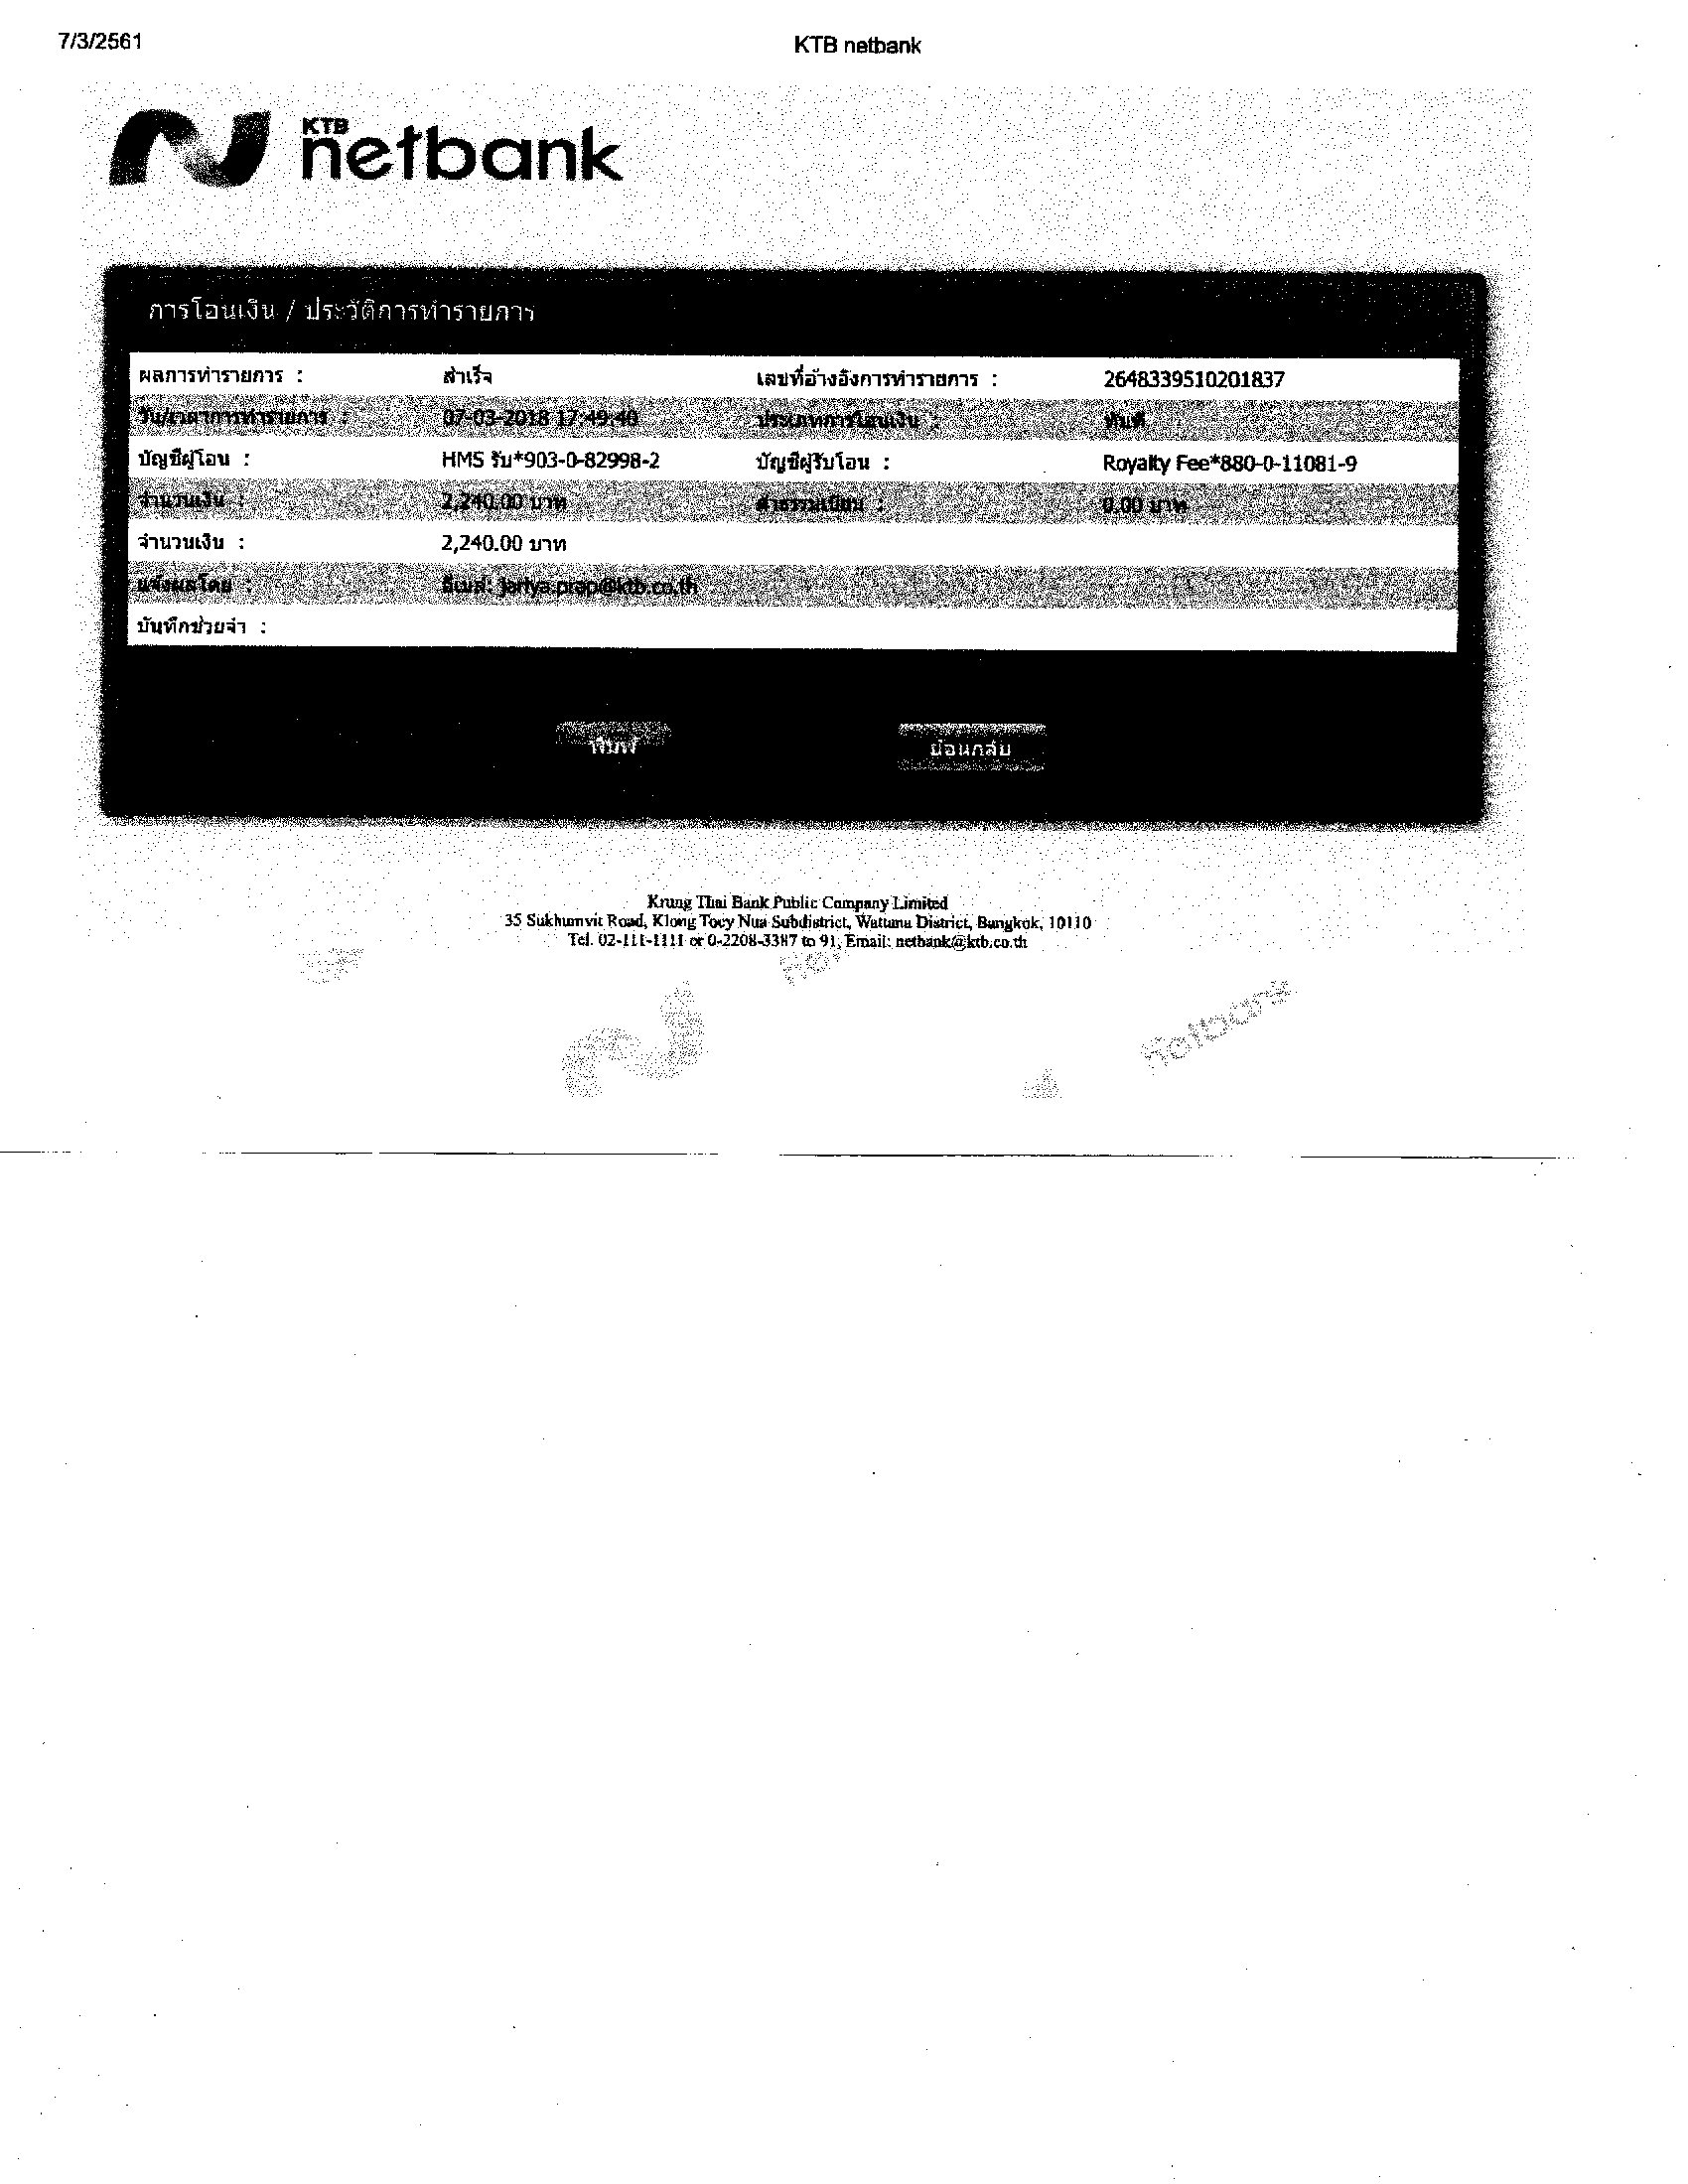 7/3/2561 KTB netbank
KTB
netbank
การโอนเงิน / ประวัติการทำรายการ
ผลการทำรายการ : สำเร็จ เลขที่อ้างอิงการทำรายการ : 2648339510201837
วัน/เวลาการทำรายการ : 07-03-2018 17:49:40 ประเภทการโอนเงิน : ทันที
บัญชีผู้โอน : HMS รับ*903-0-82998-2 บัญชีผู้รับโอน : Royalty Fee*880-0-11081-9
จำนวนเงิน : 2,240.00 บาท ค่าธรรมเนียม : 0.00 บาท
จำนวนเงิน : 2,240.00 บาท
แจ้งผลโดย : อีเมล์: jariya.prap@ktb.co.th
บันทึกช่วยจำ :
พิมพ์ ย้อนกลับ
Krung Thai Bank Public Company Limited
35 Sukhumvit Road, Klong Toey Nua Subdistrict, Wattana District, Bangkok, 10110
Tel. 02-111-1111 or 0-2208-3387 to 91, Email: netbank@ktb.co.th
netbank